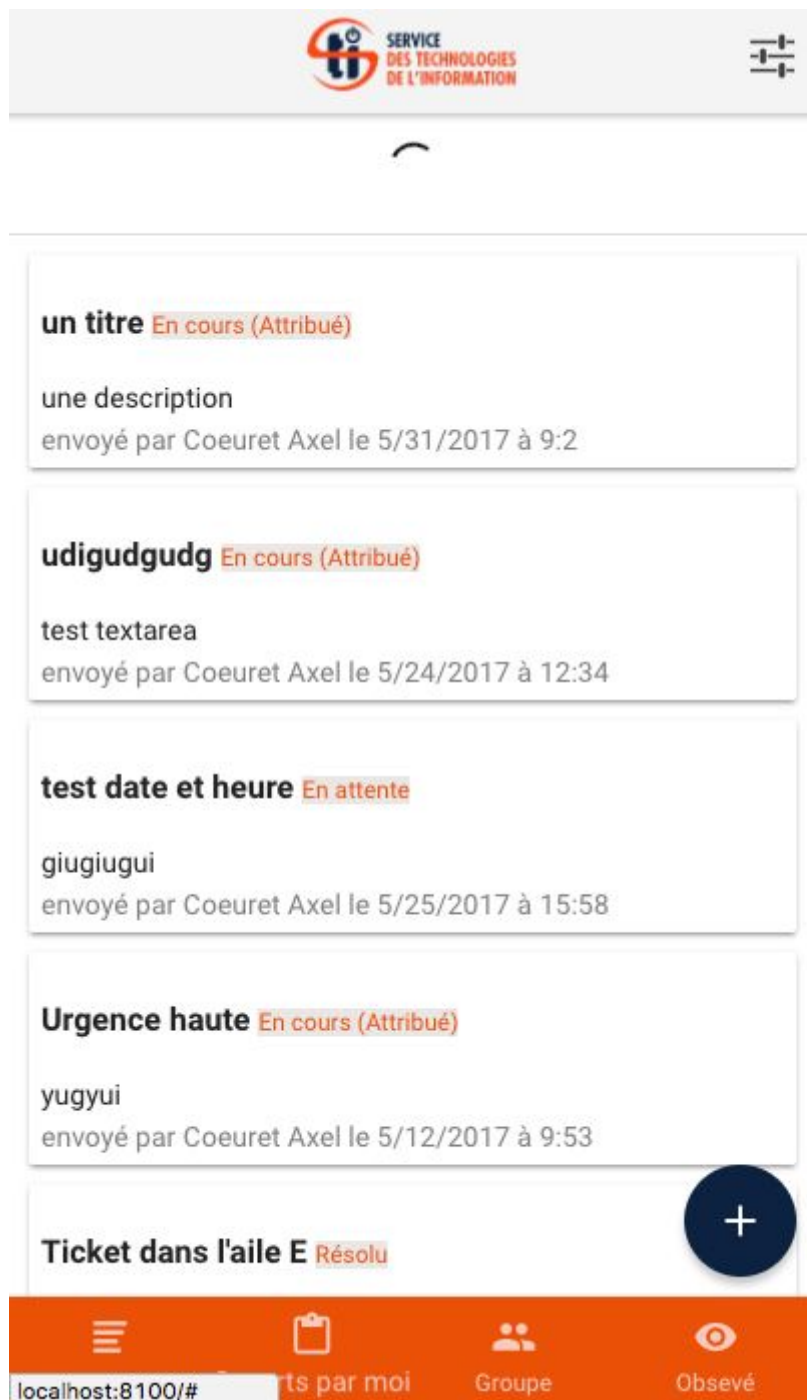 SERVICE
DES TECHNOLOGIES
DE L'INFORMATION
un titre En cours (Attribué)
une description
envoyé par Coeuret Axel le 5/31/2017 à 9:2
udigudgudg En cours (Attribué)
test textarea
envoyé par Coeuret Axel le 5/24/2017 à 12:34
test date et heure En attente
giugiugui
envoyé par Coeuret Axel le 5/25/2017 à 15:58
Urgence haute En cours (Attribué)
yugyui
envoyé par Coeuret Axel le 5/12/2017 à 9:53
Ticket dans l'aile E Résolu
par moi Groupe Obsevé
localhost:8100/#